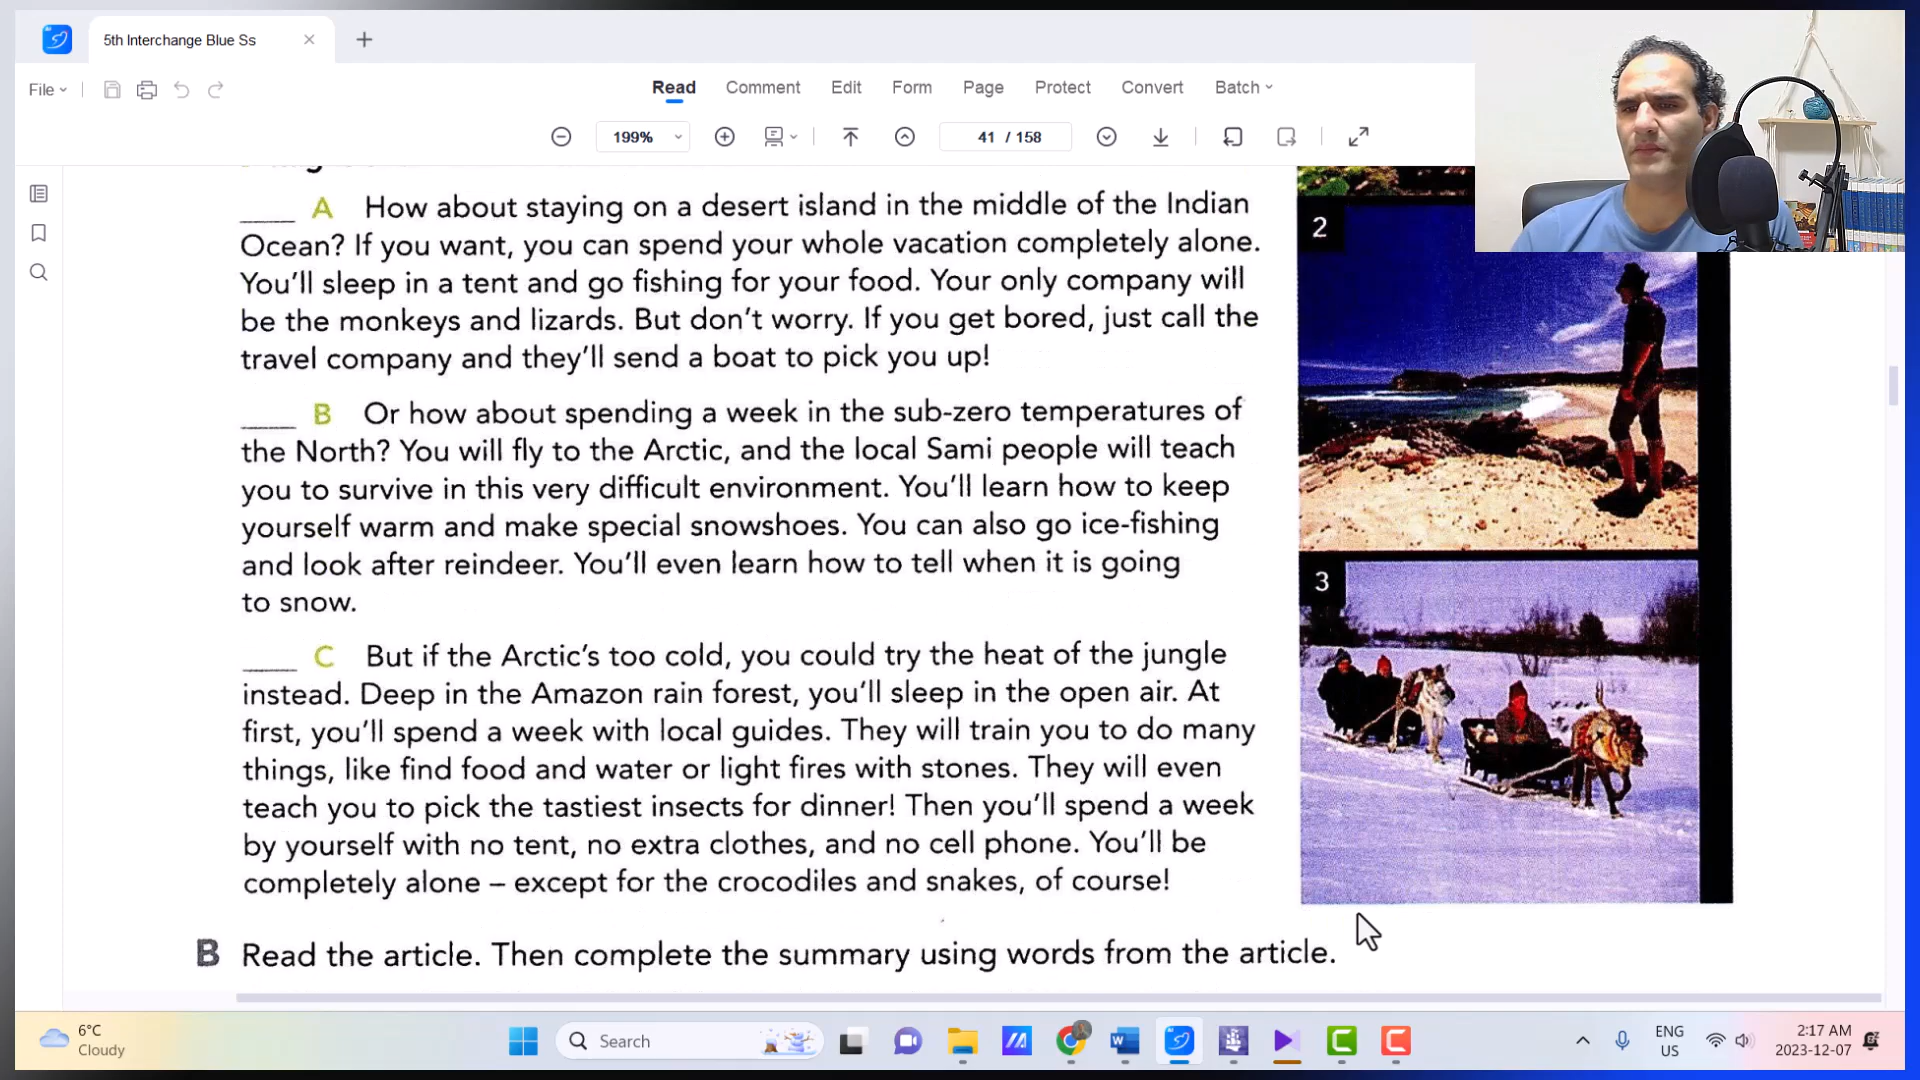 5th Interchange Blue Ss
File
Read Comment Edit Form Page Protect Convert Batch
199%
41 / 158
A How about staying on a desert island in the middle of the Indian
Ocean? If you want, you can spend your whole vacation completely alone.
You'll sleep in a tent and go fishing for your food. Your only company will
be the monkeys and lizards. But don't worry. If you get bored, just call the
travel company and they'll send a boat to pick you up!
B Or how about spending a week in the sub-zero temperatures of
the North? You will fly to the Arctic, and the local Sami people will teach
you to survive in this very difficult environment. You'll learn how to keep
yourself warm and make special snowshoes. You can also go ice-fishing
and look after reindeer. You'll even learn how to tell when it is going
to snow.
C But if the Arctic's too cold, you could try the heat of the jungle
instead. Deep in the Amazon rain forest, you'll sleep in the open air. At
first, you'll spend a week with local guides. They will train you to do many
things, like find food and water or light fires with stones. They will even
teach you to pick the tastiest insects for dinner! Then you'll spend a week
by yourself with no tent, no extra clothes, and no cell phone. You'll be
completely alone – except for the crocodiles and snakes, of course!
2
3
B Read the article. Then complete the summary using words from the article.
6°C
Cloudy
Search
ENG
US
2:17 AM
2023-12-07